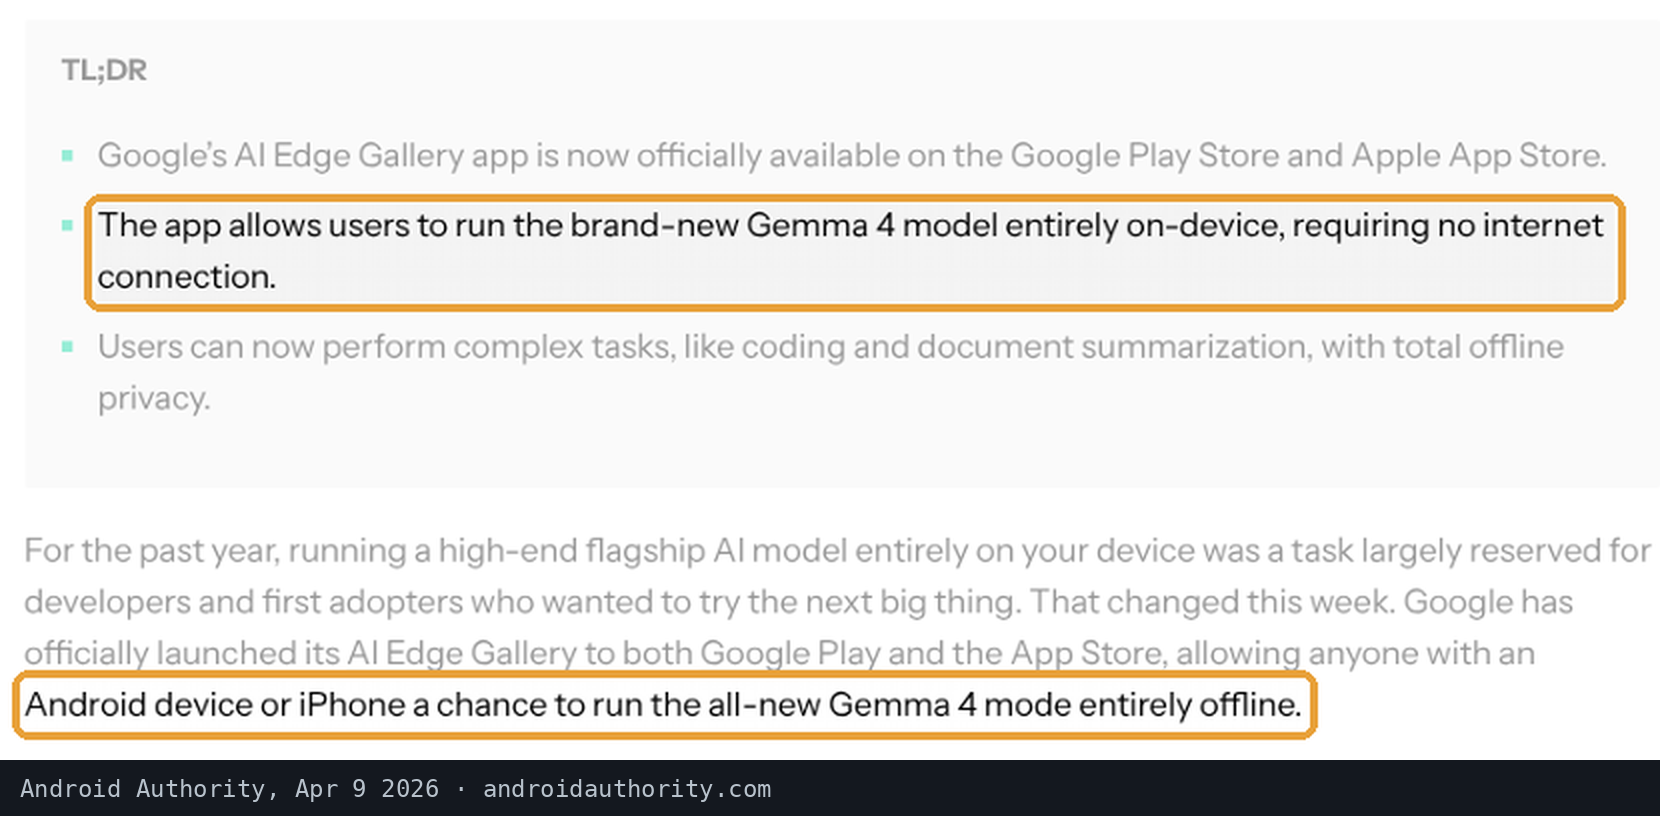 TL;DR
Google’s AI Edge Gallery app is now officially available on the Google Play Store and Apple App Store.
The app allows users to run the brand-new Gemma 4 model entirely on-device, requiring no internet
connection.
Users can now perform complex tasks, like coding and document summarization, with total offline
privacy.
For the past year, running a high-end flagship AI model entirely on your device was a task largely reserved for
developers and first adopters who wanted to try the next big thing. That changed this week. Google has
officially launched its AI Edge Gallery to both Google Play and the App Store, allowing anyone with an
Android device or iPhone a chance to run the all-new Gemma 4 mode entirely offline.
Android Authority, Apr 9 2026 · androidauthority.com